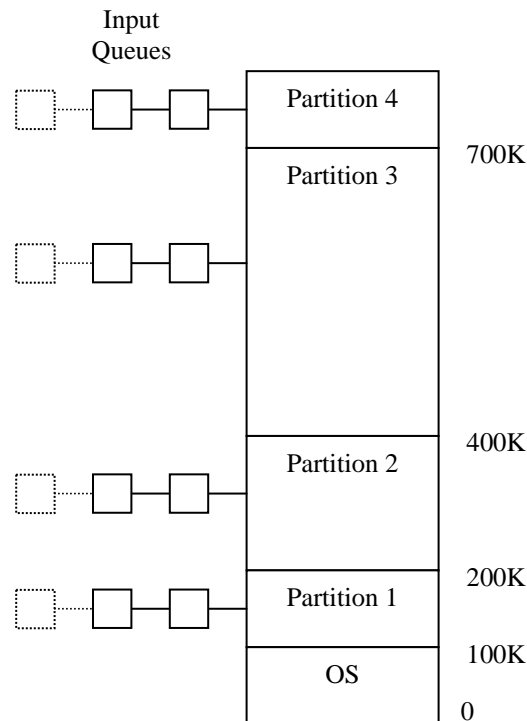 Input
Queues
Partition 4
700K
Partition 3
400K
Partition 2
200K
Partition 1
100K
OS
0